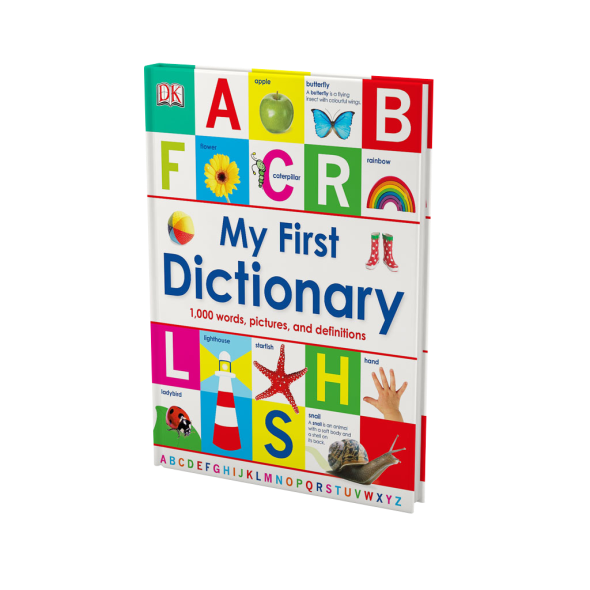 DK
A
apple
butterfly
A butterfly is a flying
insect with colourful wings.
B
F
flower
caterpillar
C
R
rainbow
My First
Dictionary
1,000 words, pictures, and definitions
L
lighthouse
starfish
H
hand
ladybird
S
snail
A snail is an animal
with a soft body and
a shell on
its back.
ABCDEFGHIJKLMNOPQRSTUVWXYZ